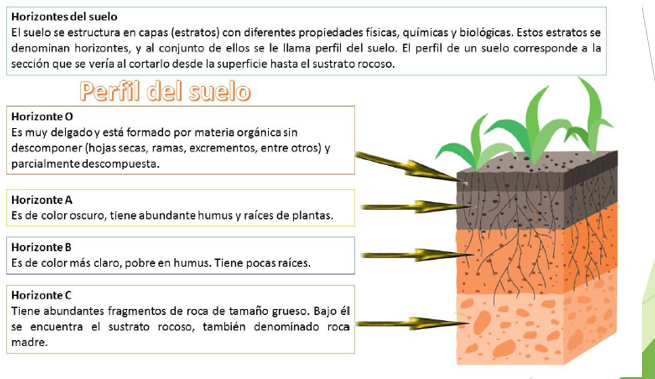 Horizontes del suelo
El suelo se estructura en capas (estratos) con diferentes propiedades físicas, químicas y biológicas. Estos estratos se
denominan horizontes, y al conjunto de ellos se le llama perfil del suelo. El perfil de un suelo corresponde a la
sección que se vería al cortarlo desde la superficie hasta el sustrato rocoso.
Perfil del suelo
Horizonte O
Es muy delgado y está formado por materia orgánica sin
descomponer (hojas secas, ramas, excrementos, entre otros) y
parcialmente descompuesta.
Horizonte A
Es de color oscuro, tiene abundante humus y raíces de plantas.
Horizonte B
Es de color más claro, pobre en humus. Tiene pocas raíces.
Horizonte C
Tiene abundantes fragmentos de roca de tamaño grueso. Bajo él
se encuentra el sustrato rocoso, también denominado roca
madre.